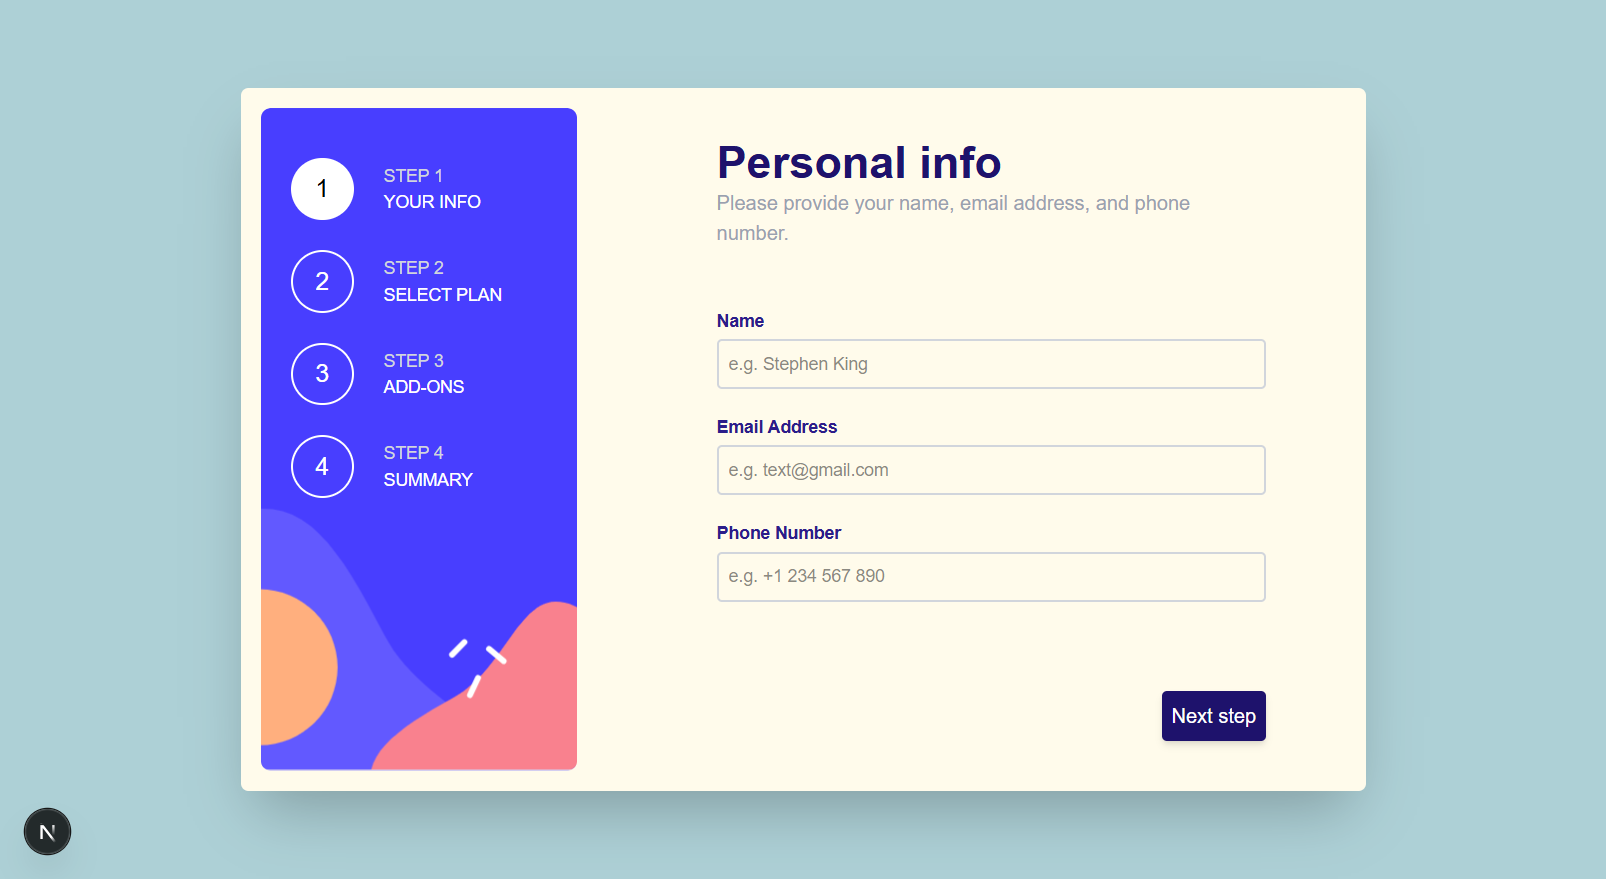 1
STEP 1
YOUR INFO
2
STEP 2
SELECT PLAN
3
STEP 3
ADD-ONS
4
STEP 4
SUMMARY
Personal info
Please provide your name, email address, and phone
number.
Name
e.g. Stephen King
Email Address
e.g. text@gmail.com
Phone Number
e.g. +1 234 567 890
Next step
N